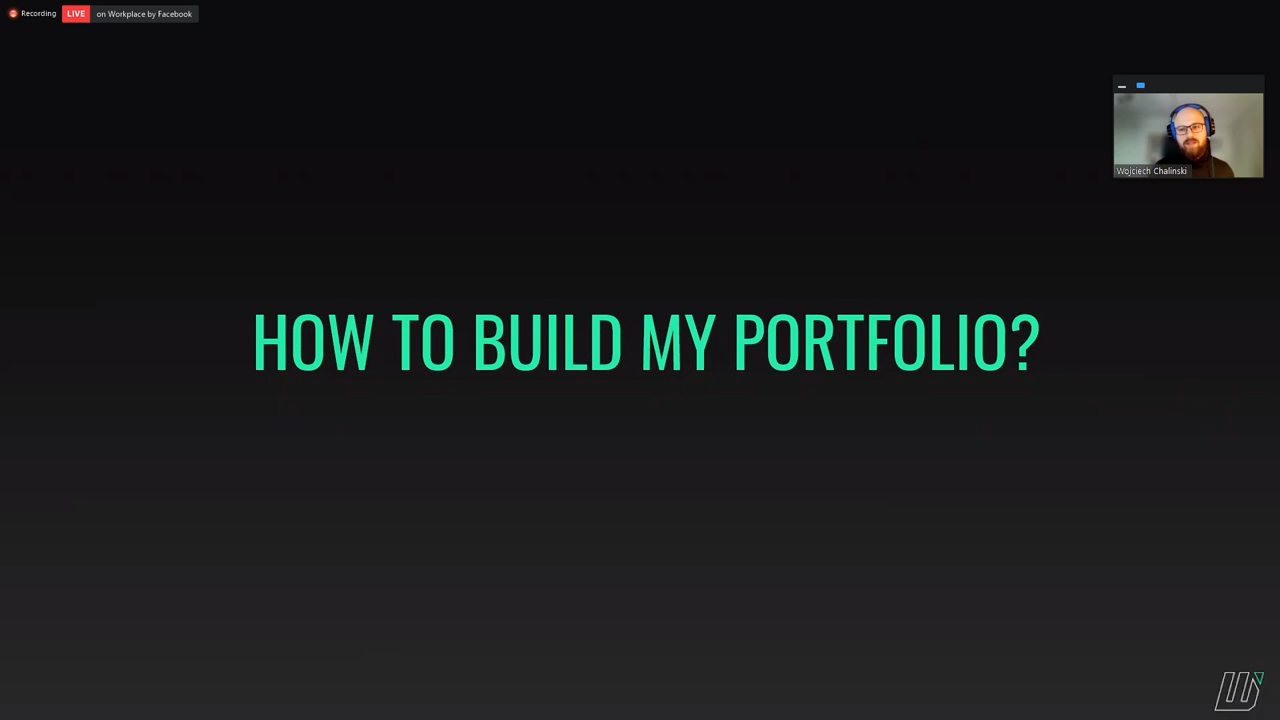 Recording
LIVE on Workplace by Facebook
Wojciech Chalinski
HOW TO BUILD MY PORTFOLIO?